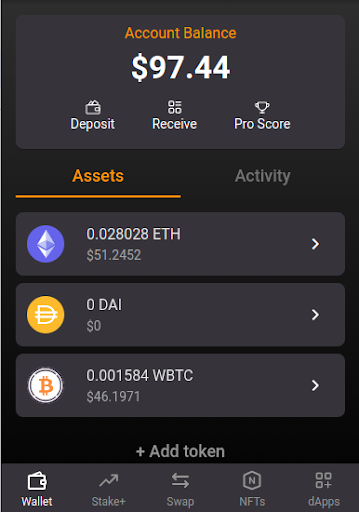 Account Balance
$97.44
Deposit Receive Pro Score
Assets Activity
0.028028 ETH
$51.2452
0 DAI
$0
0.001584 WBTC
$46.1971
+ Add token
Wallet Stake+ Swap NFTs dApps